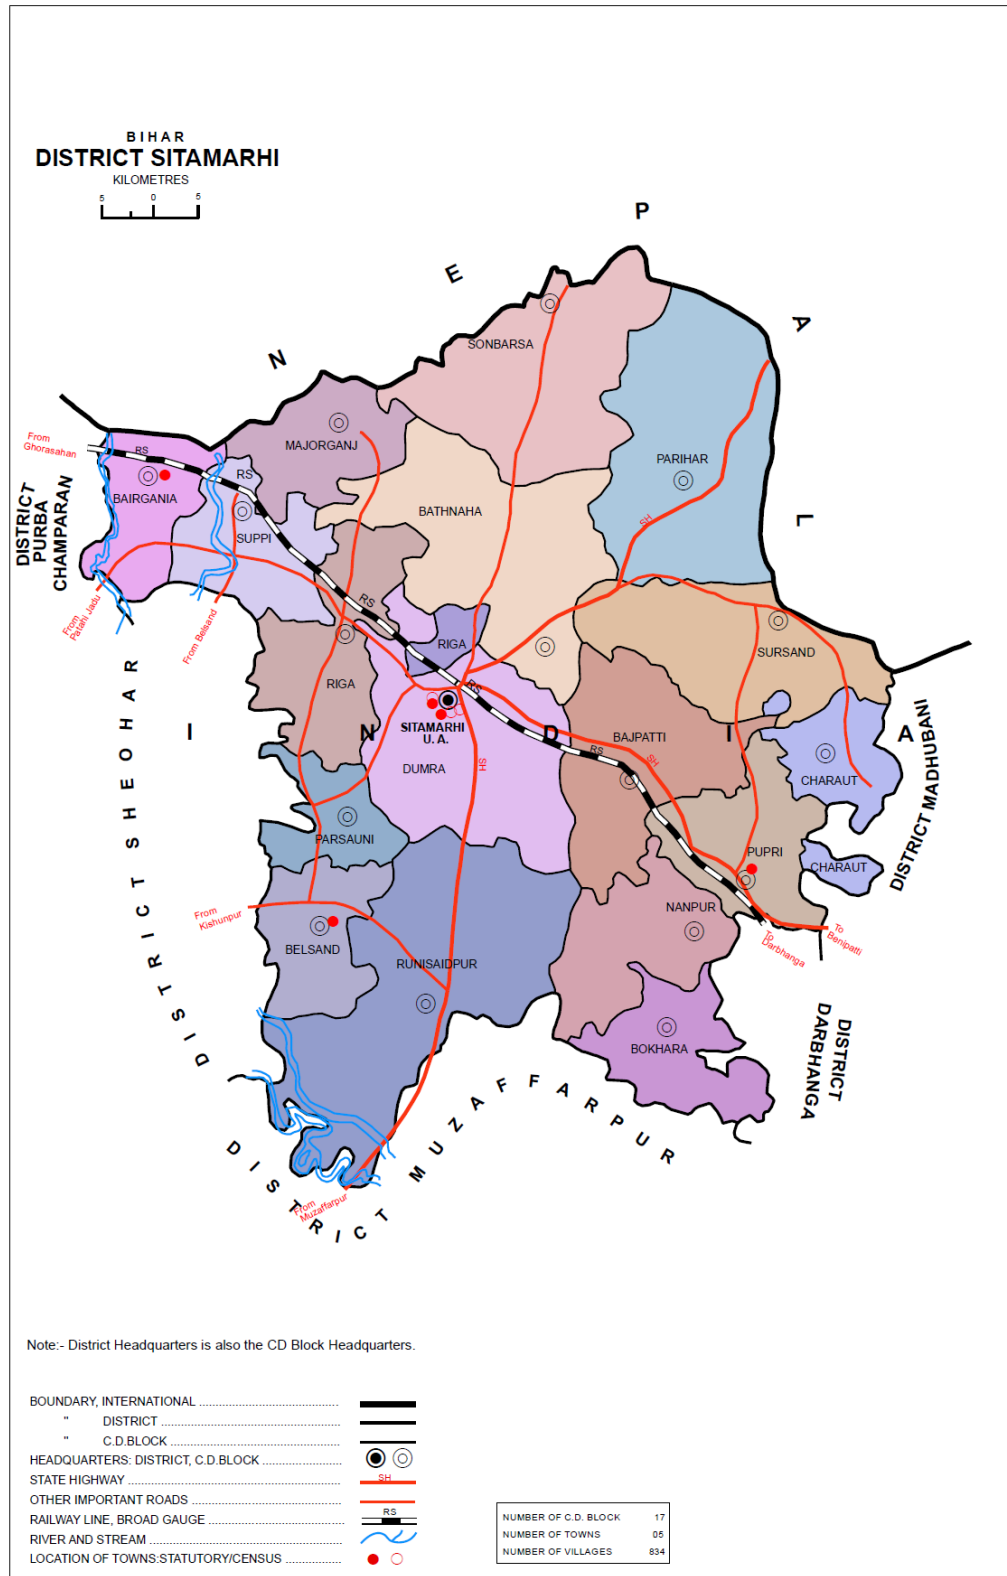 BIHAR
DISTRICT SITAMARHI
KILOMETRES
5 0 5
N E P A L
SONBARSA
MAJORGANJ
PARIHAR
From
Ghorasahan
RS
RS
BAIRGANIA
BATHNAHA
SH
DISTRICT
PURBA
CHAMPARAN
SUPPI
From
Patahi Jadu
From Belsand
RS
RIGA
SURSAND
RIGA
RS
SITAMARHI
U. A.
I N D I A
BAJPATTI
RS
SH
SH
DUMRA
CHARAUT
DISTRICT MADHUBANI
DISTRICT SHEOHAR
PARSAUNI
PUPRI
CHARAUT
From
Kishunpur
NANPUR
To
Darbhanga
To
Benipatti
BELSAND
RUNISAIDPUR
BOKHARA
DISTRICT
DARBHANGA
DISTRICT MUZAFFARPUR
From
Muzaffarpur
Note:- District Headquarters is also the CD Block Headquarters.
BOUNDARY, INTERNATIONAL ..........................................
" DISTRICT ......................................................
" C.D.BLOCK ...................................................
HEADQUARTERS: DISTRICT, C.D.BLOCK ........................
STATE HIGHWAY ................................................................ SH
OTHER IMPORTANT ROADS .............................................
RAILWAY LINE, BROAD GAUGE ........................................ RS
RIVER AND STREAM ..........................................................
LOCATION OF TOWNS:STATUTORY/CENSUS .................
NUMBER OF C.D. BLOCK 17
NUMBER OF TOWNS 05
NUMBER OF VILLAGES 834